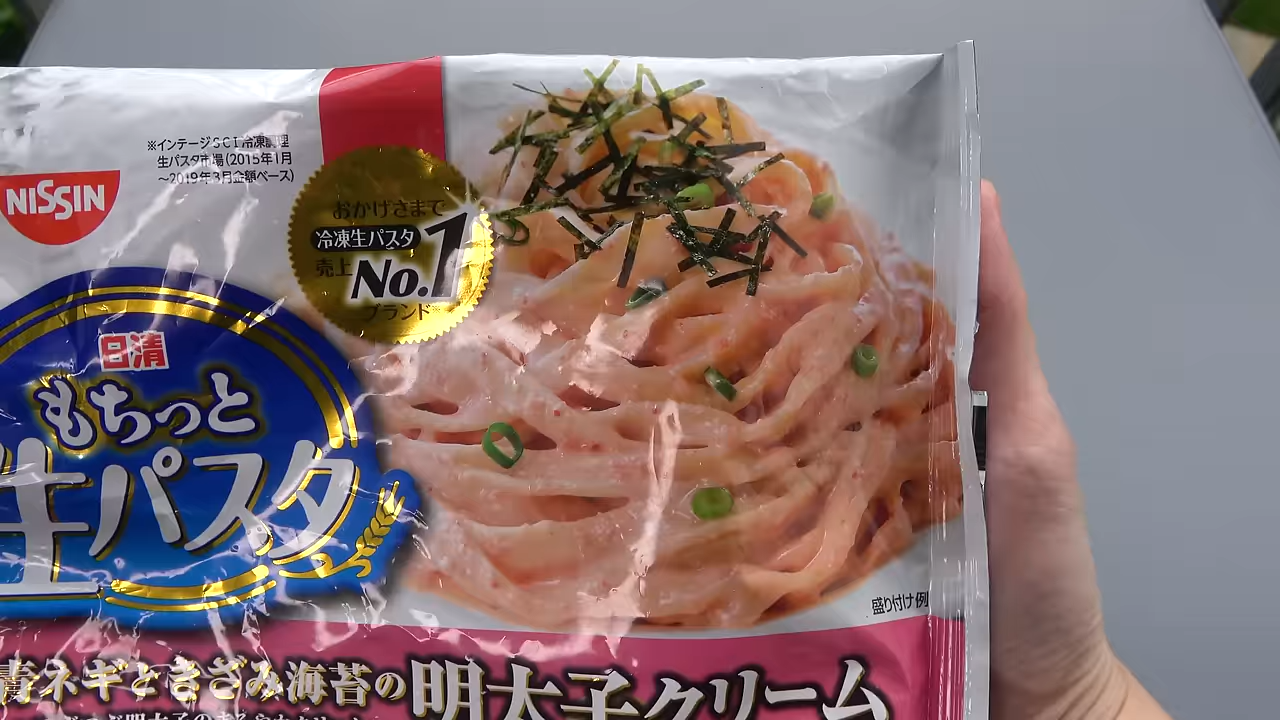 ※インテージSCI冷凍調理
生パスタ市場(2015年1月
～2019年3月金額ベース)
NISSIN
おかげさまで
冷凍生パスタ
売上No.1
ブランド
日清
もちっと
生パスタ
盛り付け例
青ネギときざみ海苔の明太子クリーム